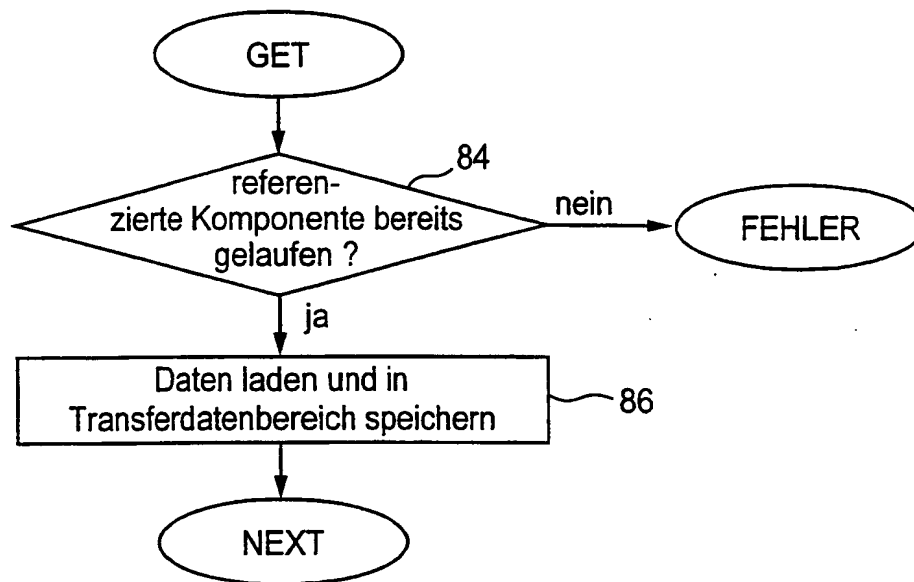 GET
84
referen-
zierte Komponente bereits
gelaufen ?
nein
FEHLER
ja
Daten laden und in
Transferdatenbereich speichern
86
NEXT